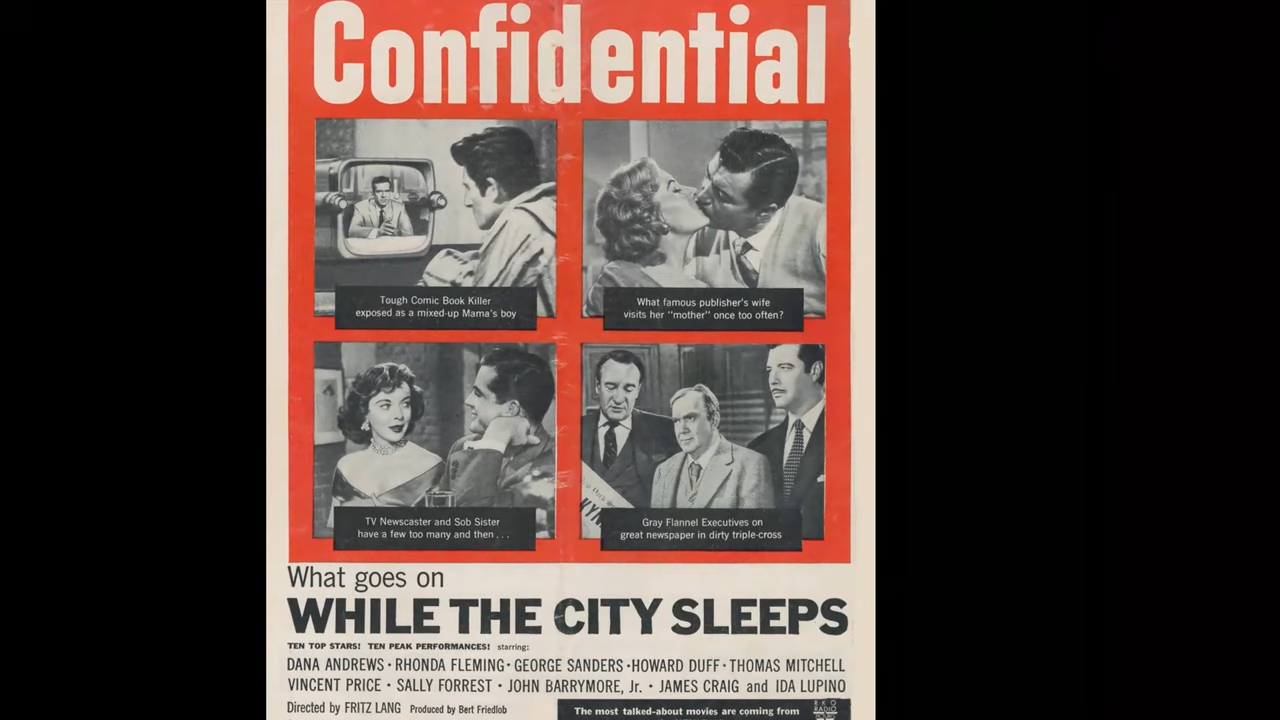 Confidential
Tough Comic Book Killer
exposed as a mixed-up Mama's boy
What famous publisher's wife
visits her "mother" once too often?
TV Newscaster and Sob Sister
have a few too many and then . . .
Gray Flannel Executives on
great newspaper in dirty triple-cross
What goes on
WHILE THE CITY SLEEPS
TEN TOP STARS! TEN PEAK PERFORMANCES! starring:
DANA ANDREWS • RHONDA FLEMING • GEORGE SANDERS • HOWARD DUFF • THOMAS MITCHELL
VINCENT PRICE • SALLY FORREST • JOHN BARRYMORE, Jr. • JAMES CRAIG and IDA LUPINO
Directed by FRITZ LANG Produced by Bert Friedlob
The most talked-about movies are coming from
RKO
RADIO